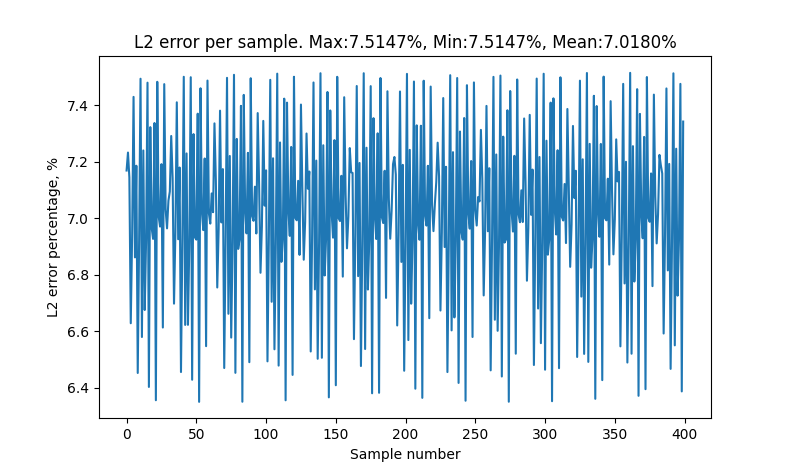 L2 error per sample. Max:7.5147%, Min:7.5147%, Mean:7.0180%
L2 error percentage, %
7.4
7.2
7.0
6.8
6.6
6.4
0 50 100 150 200 250 300 350 400
Sample number